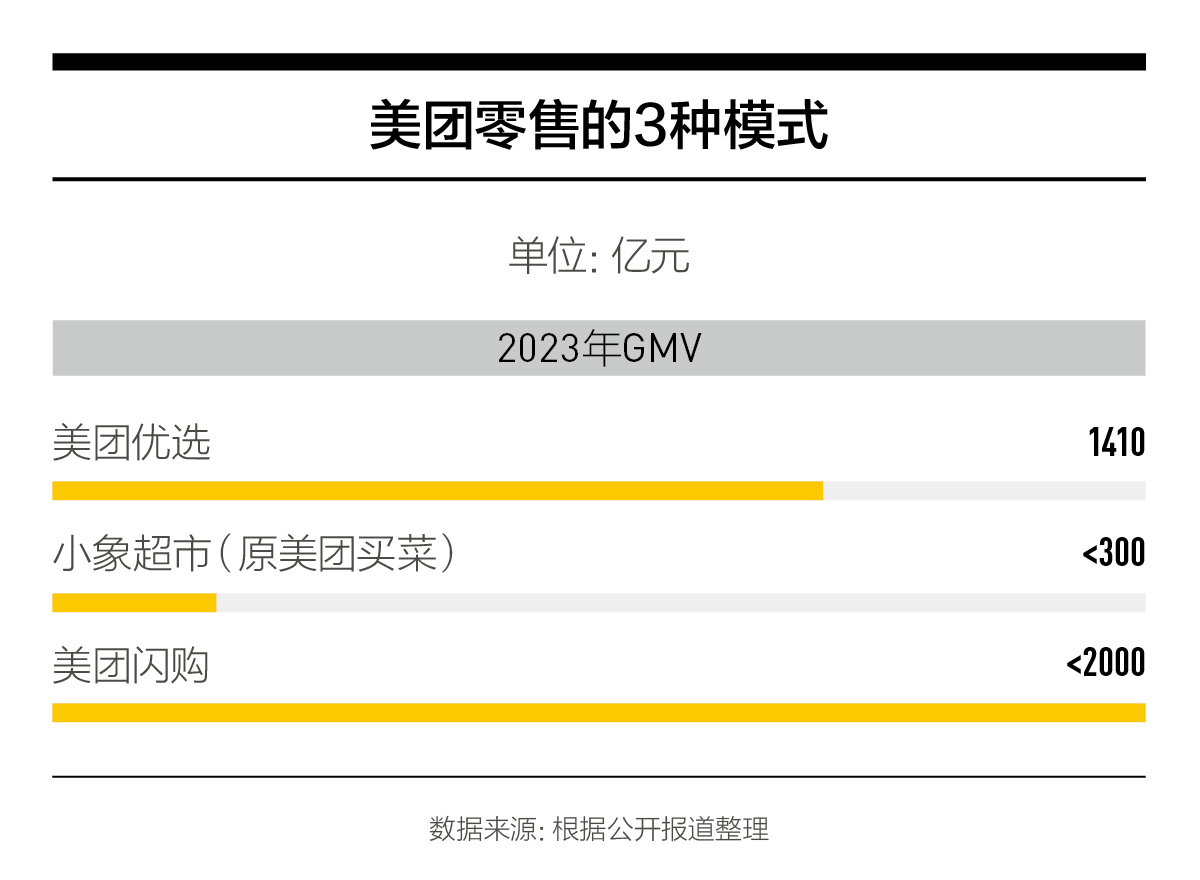 美团零售的3种模式
单位: 亿元
2023年GMV
美团优选 1410
小象超市(原美团买菜) <300
美团闪购 <2000
数据来源: 根据公开报道整理